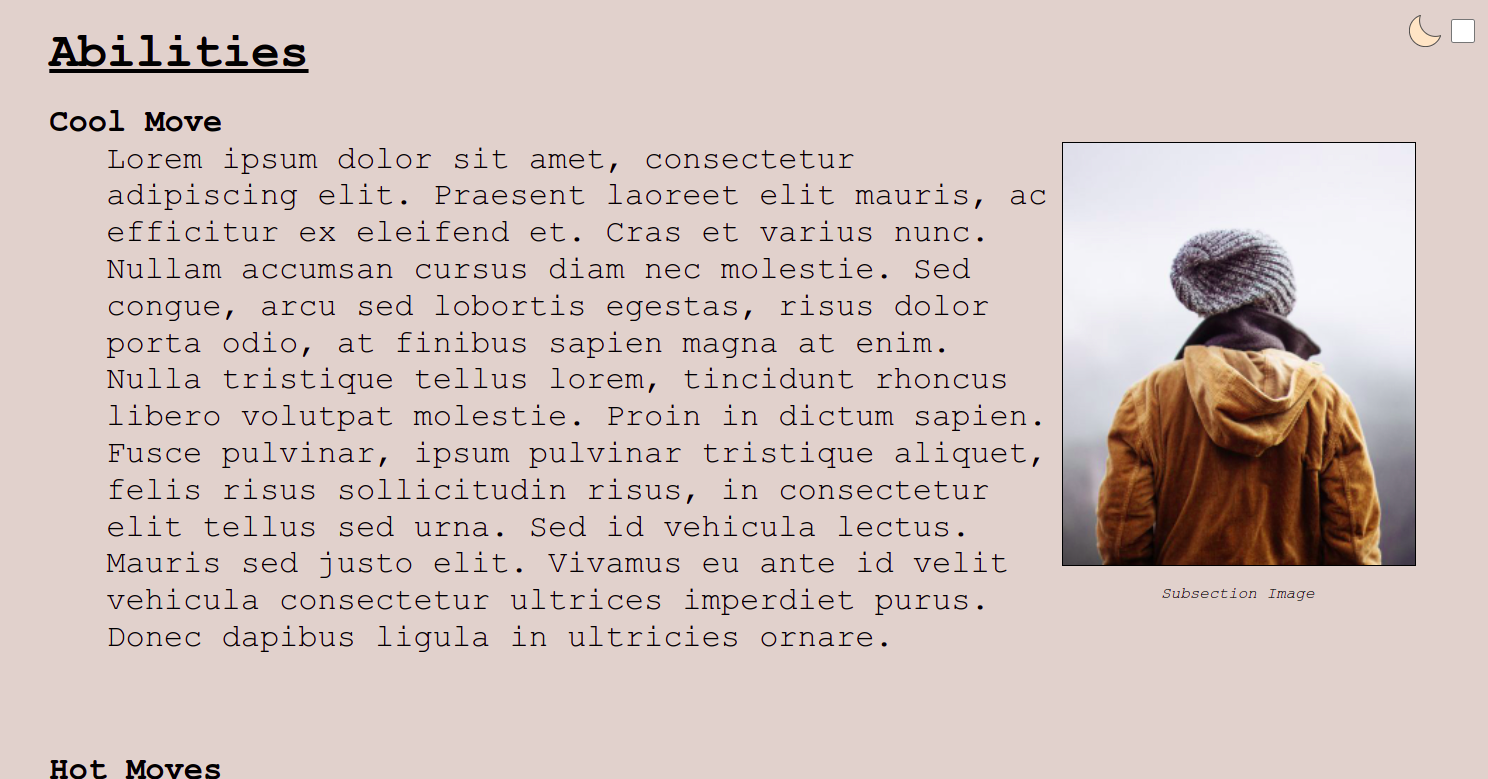 Abilities
Cool Move
Lorem ipsum dolor sit amet, consectetur
adipiscing elit. Praesent laoreet elit mauris, ac
efficitur ex eleifend et. Cras et varius nunc.
Nullam accumsan cursus diam nec molestie. Sed
congue, arcu sed lobortis egestas, risus dolor
porta odio, at finibus sapien magna at enim.
Nulla tristique tellus lorem, tincidunt rhoncus
libero volutpat molestie. Proin in dictum sapien.
Fusce pulvinar, ipsum pulvinar tristique aliquet,
felis risus sollicitudin risus, in consectetur
elit tellus sed urna. Sed id vehicula lectus.
Mauris sed justo elit. Vivamus eu ante id velit
vehicula consectetur ultrices imperdiet purus.
Donec dapibus ligula in ultricies ornare.
Subsection Image
Hot Moves